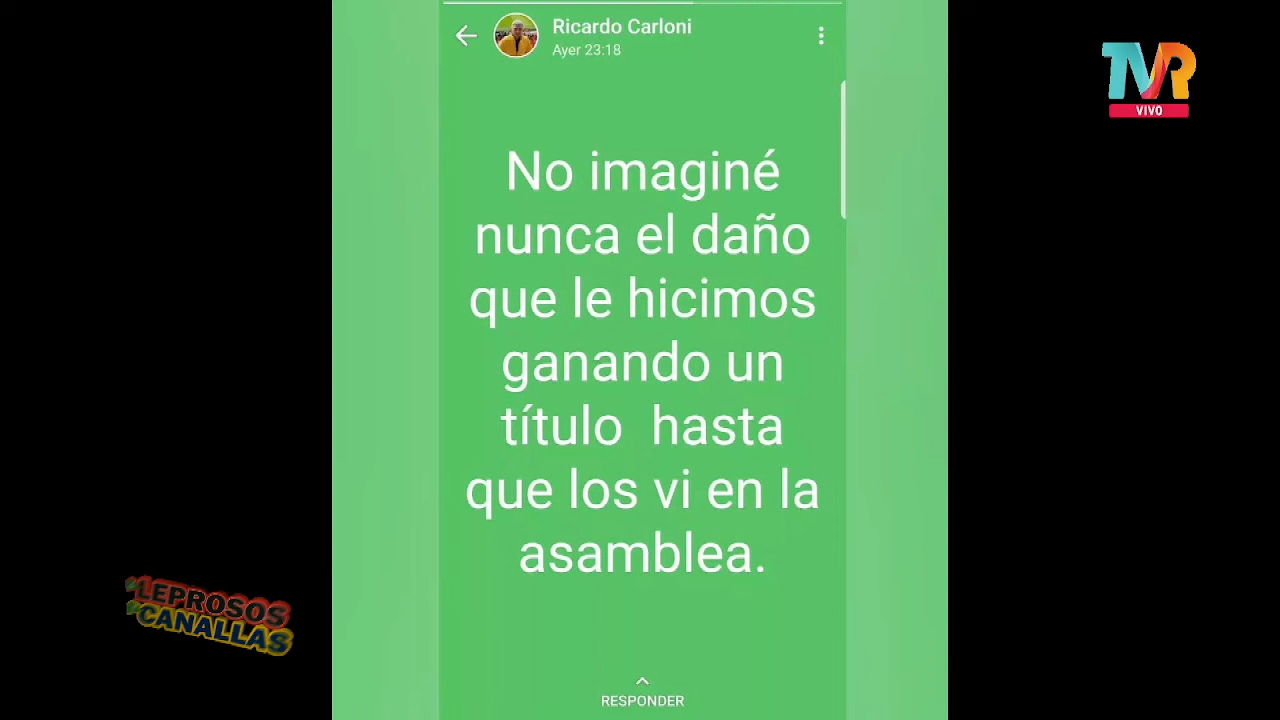 Ricardo Carloni
Ayer 23:18
TVR
VIVO
No imaginé
nunca el daño
que le hicimos
ganando un
título  hasta
que los vi en la
asamblea.
LEPROSOS
CANALLAS
RESPONDER